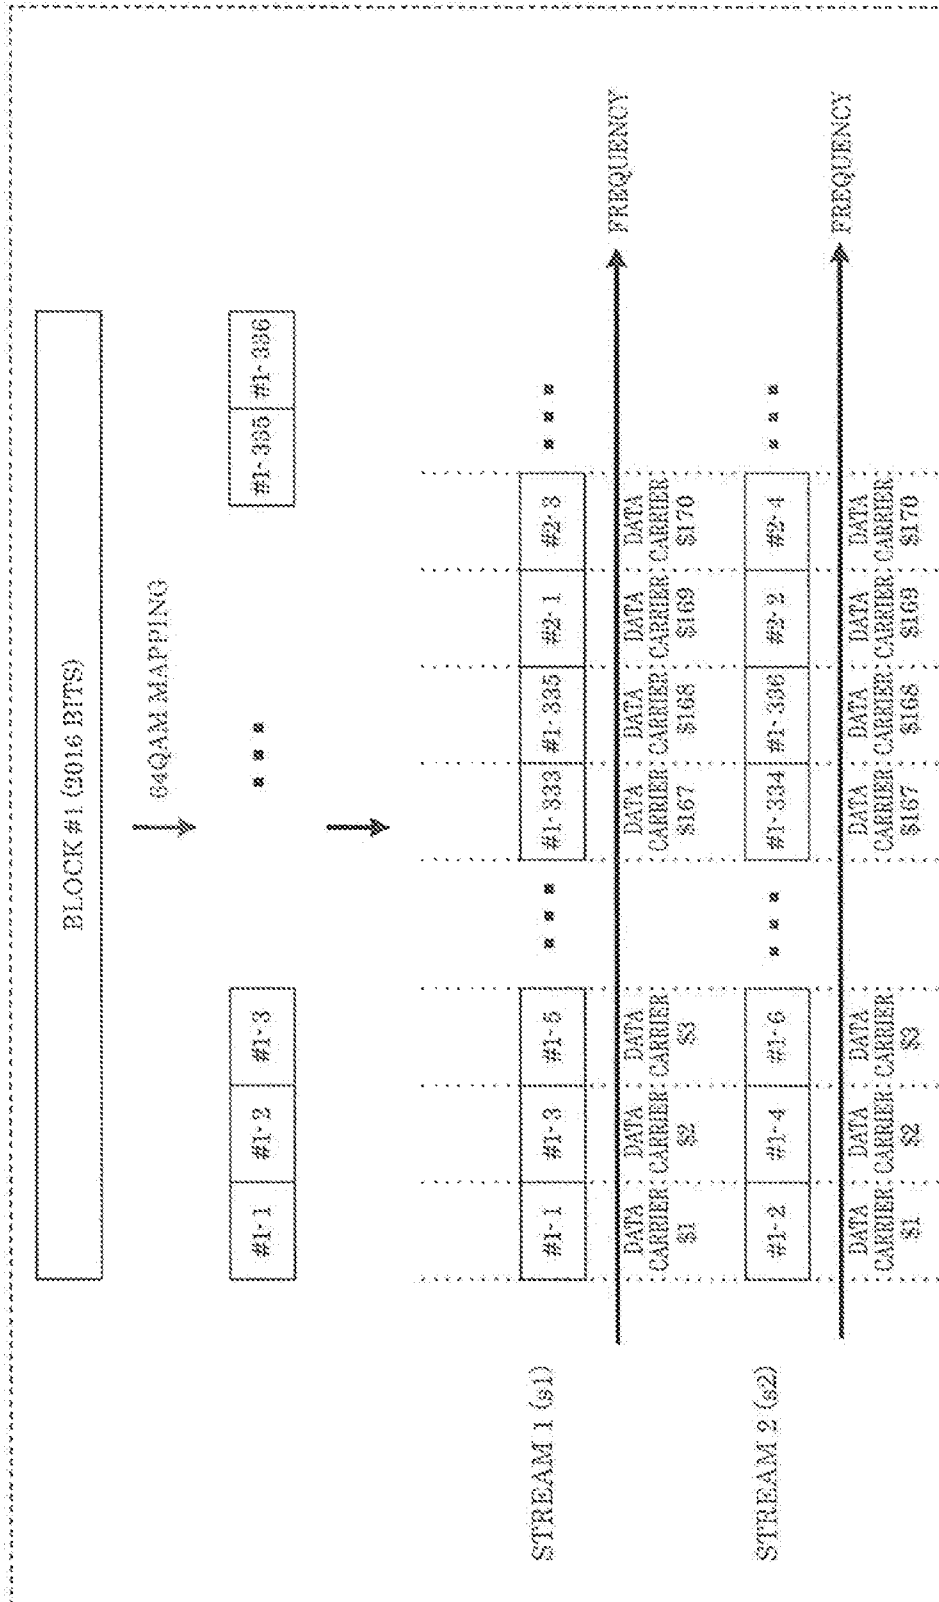 BLOCK #1 (2016 BITS)
64QAM MAPPING
#1-1 #1-2 #1-3 ▪ ▪ ▪ #1-335 #1-336
STREAM 1 (s1)
#1-1 #1-3 #1-5 ▪ ▪ ▪ #1-333 #1-335 #2-1 #2-3 ▪ ▪ ▪
FREQUENCY
DATA DATA DATA DATA DATA DATA DATA
CARRIER CARRIER CARRIER CARRIER CARRIER CARRIER CARRIER
$1 $2 $3 $167 $168 $169 $170
STREAM 2 (s2)
#1-2 #1-4 #1-6 ▪ ▪ ▪ #1-334 #1-336 #2-2 #2-4 ▪ ▪ ▪
FREQUENCY
DATA DATA DATA DATA DATA DATA DATA
CARRIER CARRIER CARRIER CARRIER CARRIER CARRIER CARRIER
$1 $2 $3 $167 $168 $169 $170